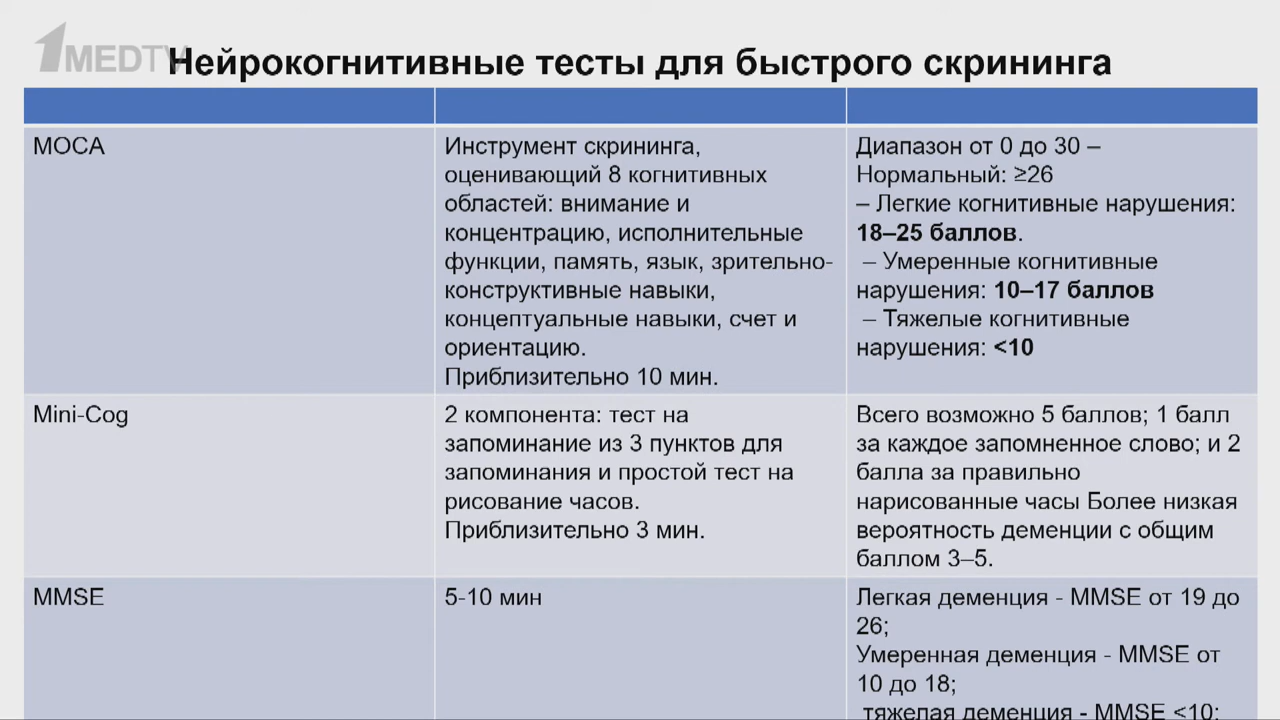 1MEDTV
Нейрокогнитивные тесты для быстрого скрининга
MOCA
Инструмент скрининга,
оценивающий 8 когнитивных
областей: внимание и
концентрацию, исполнительные
функции, память, язык, зрительно-
конструктивные навыки,
концептуальные навыки, счет и
ориентацию.
Приблизительно 10 мин.
Диапазон от 0 до 30 –
Нормальный: ≥26
– Легкие когнитивные нарушения:
18–25 баллов.
– Умеренные когнитивные
нарушения: 10–17 баллов
– Тяжелые когнитивные
нарушения: <10
Mini-Cog
2 компонента: тест на
запоминание из 3 пунктов для
запоминания и простой тест на
рисование часов.
Приблизительно 3 мин.
Всего возможно 5 баллов; 1 балл
за каждое запомненное слово; и 2
балла за правильно
нарисованные часы Более низкая
вероятность деменции с общим
баллом 3–5.
MMSE
5-10 мин
Легкая деменция - MMSE от 19 до
26;
Умеренная деменция - MMSE от
10 до 18;
тяжелая деменция - MMSE <10;